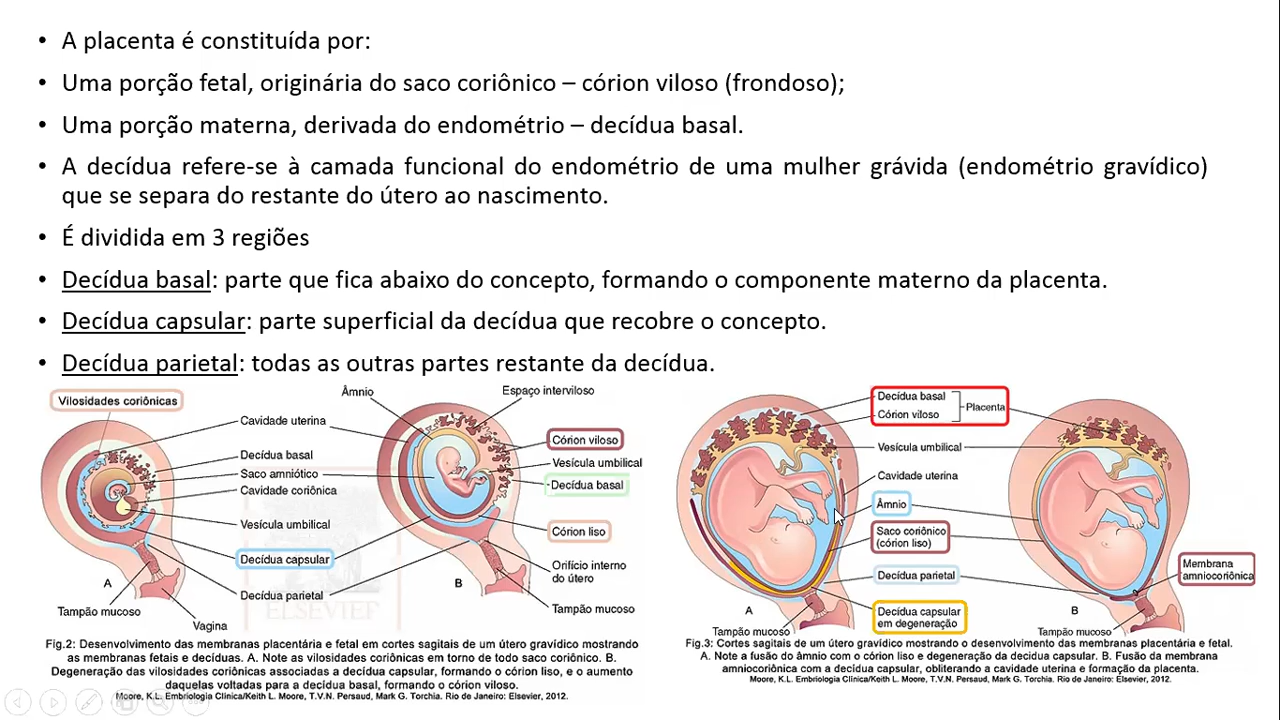 • A placenta é constituída por:
• Uma porção fetal, originária do saco coriônico – córion viloso (frondoso);
• Uma porção materna, derivada do endométrio – decídua basal.
• A decídua refere-se à camada funcional do endométrio de uma mulher grávida (endométrio gravídico)
que se separa do restante do útero ao nascimento.
• É dividida em 3 regiões
• Decídua basal: parte que fica abaixo do concepto, formando o componente materno da placenta.
• Decídua capsular: parte superficial da decídua que recobre o concepto.
• Decídua parietal: todas as outras partes restante da decídua.
Vilosidades coriônicas
Cavidade uterina
Decídua basal
Saco amniótico
Cavidade coriônica
Vesícula umbilical
Decídua capsular
Decídua parietal
A
Tampão mucoso
Vagina
ELSEVIER
Âmnio
Espaço interviloso
Córion viloso
Vesícula umbilical
Decídua basal
Córion liso
Orifício interno
do útero
Tampão mucoso
B
Fig.2: Desenvolvimento das membranas placentária e fetal em cortes sagitais de um útero gravídico mostrando
as membranas fetais e decíduas. A. Note as vilosidades coriônicas em torno de todo saco coriônico. B.
Degeneração das vilosidades coriônicas associadas a decídua capsular, formando o córion liso, e o aumento
daquelas voltadas para a decídua basal, formando o córion viloso.
Moore, K.L. Embriologia Clínica/Keith L. Moore, T.V.N. Persaud, Mark G. Torchia. Rio de Janeiro: Elsevier, 2012.
Decídua basal
Córion viloso
Placenta
Vesícula umbilical
Cavidade uterina
Âmnio
Saco coriônico
(córion liso)
Decídua parietal
Decídua capsular
em degeneração
A
Tampão mucoso
B
Tampão mucoso
Membrana
amniocoriônica
Fig.3: Cortes sagitais de um útero gravídico mostrando o desenvolvimento das membranas placentária e fetal.
A. Note a fusão do âmnio com o córion liso e degeneração da decidua capsular. B. Fusão da membrana
amniocoriônica com a decídua capsular, obliterando a cavidade uterina e formação da placenta.
Moore, K.L. Embriologia Clínica/Keith L. Moore, T.V.N. Persaud, Mark G. Torchia. Rio de Janeiro: Elsevier, 2012.